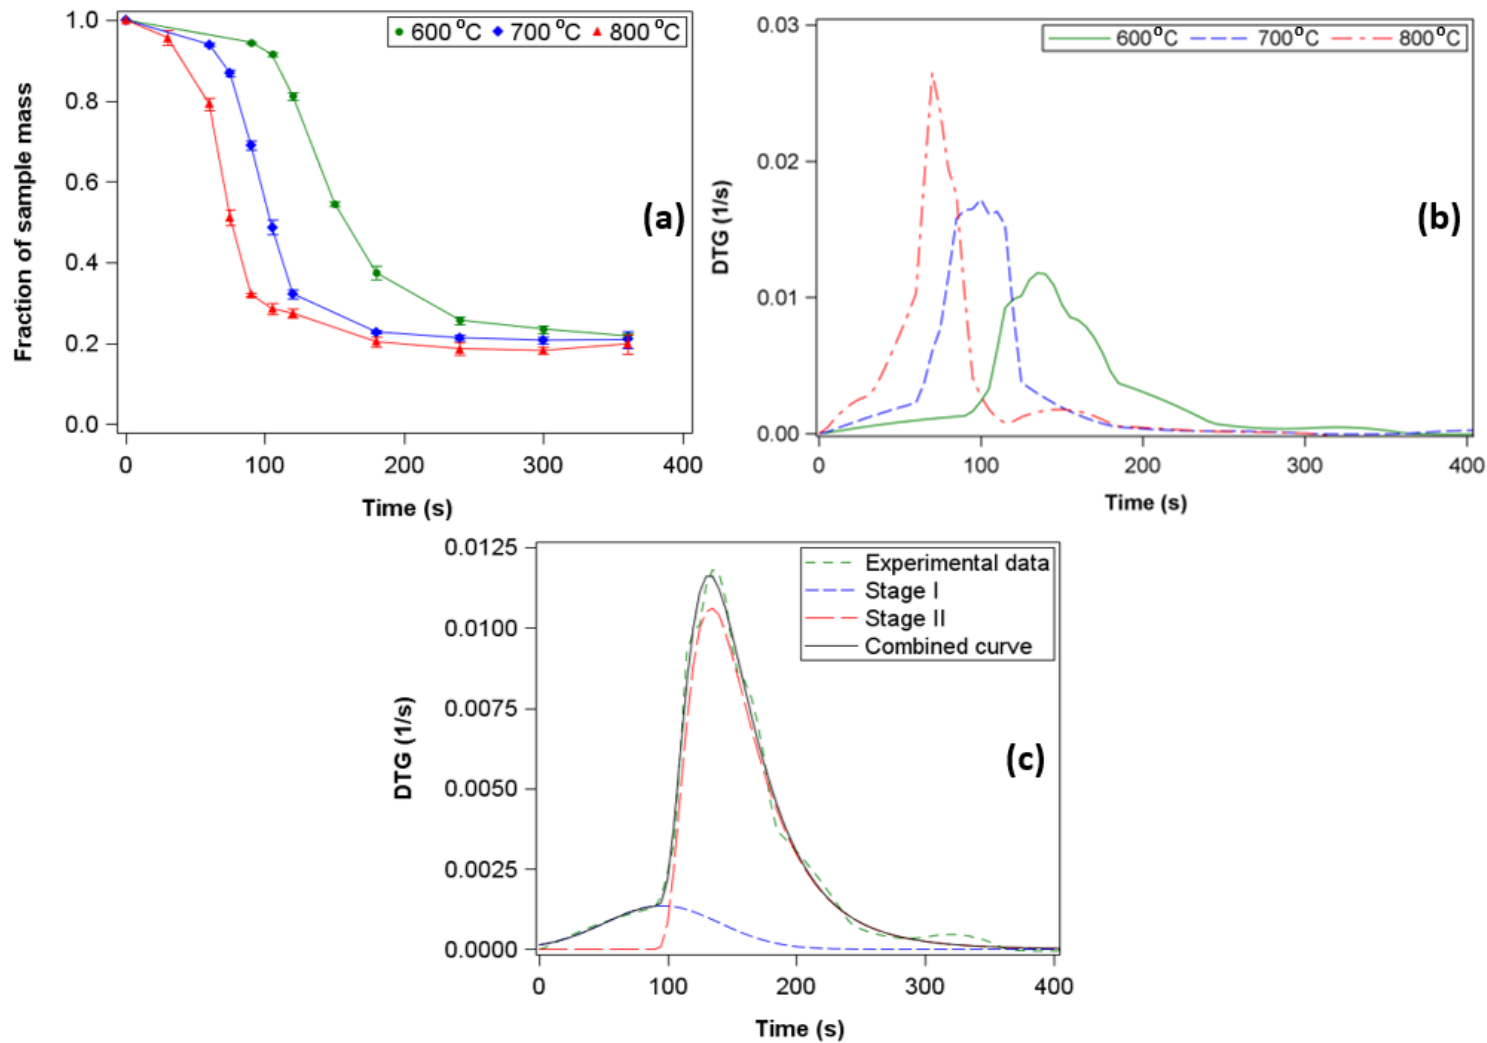 Fraction of sample mass
1.0
0.8
0.6
0.4
0.2
0.0
600 °C 700 °C 800 °C
(a)
0 100 200 300 400
Time (s)
DTG (1/s)
0.03
0.02
0.01
0.00
600°C 700°C 800°C
(b)
0 100 200 300 400
Time (s)
DTG (1/s)
0.0125
0.0100
0.0075
0.0050
0.0025
0.0000
Experimental data
Stage I
Stage II
Combined curve
(c)
0 100 200 300 400
Time (s)